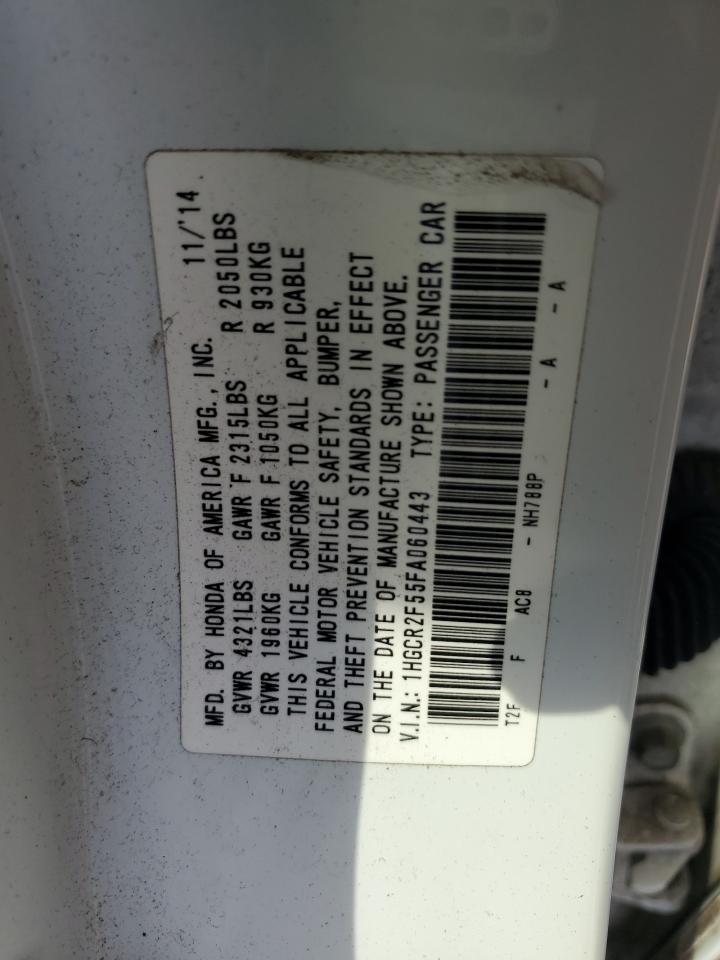 MFD. BY HONDA OF AMERICA MFG., INC. 11/'14
GVWR 4321LBS GAWR F 2315LBS R 2050LBS
GVWR 1960KG GAWR F 1050KG R 930KG
THIS VEHICLE CONFORMS TO ALL APPLICABLE
FEDERAL MOTOR VEHICLE SAFETY, BUMPER,
AND THEFT PREVENTION STANDARDS IN EFFECT
ON THE DATE OF MANUFACTURE SHOWN ABOVE.
V.I.N.: 1HGCR2F55FA060443 TYPE: PASSENGER CAR
T2F F AC8 - NH788P - A - A